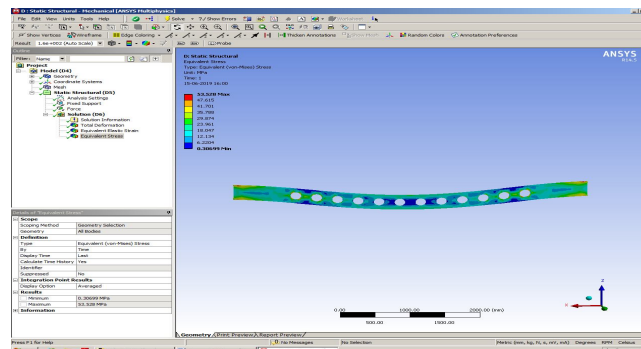 D : Static Structural - Mechanical [ANSYS Multiphysics]
File Edit View Units Tools Help Solve ?/ Show Errors Worksheet
Show Vertices Wireframe Edge Coloring Thicken Annotations Show Mesh Random Colors Annotation Preferences
Result 1.6e+002 (Auto Scale) Probe
Outline
Filter: Name
Project
Model (D4)
Geometry
Coordinate Systems
Mesh
Static Structural (D5)
Analysis Settings
Fixed Support
Force
Solution (D6)
Solution Information
Total Deformation
Equivalent Elastic Strain
Equivalent Stress
Details of "Equivalent Stress"
Scope
Scoping Method Geometry Selection
Geometry All Bodies
Definition
Type Equivalent (von-Mises) Stress
By Time
Display Time Last
Calculate Time History Yes
Identifier
Suppressed No
Integration Point Results
Display Option Averaged
Results
Minimum 0.30699 MPa
Maximum 53.528 MPa
Information
D: Static Structural
Equivalent Stress
Type: Equivalent (von-Mises) Stress
Unit: MPa
Time: 1
19-06-2019 16:00
53.528 Max
47.615
41.701
35.788
29.874
23.961
18.047
12.134
6.2204
0.30699 Min
ANSYS
R14.5
0.00 1000.00 2000.00 (mm)
500.00 1500.00
Z
X
Geometry Print Preview Report Preview
Press F1 for Help No Messages No Selection Metric (mm, kg, N, s, mV, mA) Degrees RPM Celsius